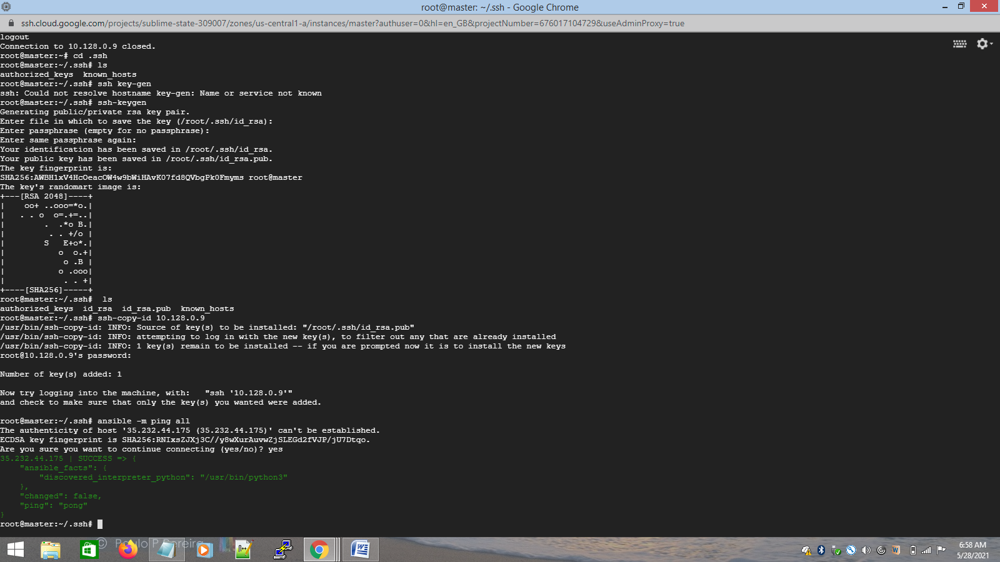 root@master: ~/.ssh - Google Chrome
ssh.cloud.google.com/projects/sublime-state-309007/zones/us-central1-a/instances/master?authuser=0&hl=en_GB&projectNumber=676017104729&useAdminProxy=true
logout
Connection to 10.128.0.9 closed.
root@master:~# cd .ssh
root@master:~/.ssh# ls
authorized_keys  known_hosts
root@master:~/.ssh# ssh key-gen
ssh: Could not resolve hostname key-gen: Name or service not known
root@master:~/.ssh# ssh-keygen
Generating public/private rsa key pair.
Enter file in which to save the key (/root/.ssh/id_rsa):
Enter passphrase (empty for no passphrase):
Enter same passphrase again:
Your identification has been saved in /root/.ssh/id_rsa.
Your public key has been saved in /root/.ssh/id_rsa.pub.
The key fingerprint is:
SHA256:AWBH1xV4HcOeacOW4w9bWiHAvK07fd8QVbgPk0Fmyms root@master
The key's randomart image is:
+---[RSA 2048]----+
|    oo+ ..ooo=*o.|
|   . . o  o=.+=..|
|        .  .*o B.|
|         . . +/o |
|        S   E+o*.|
|           o  o.+|
|            o .B |
|           o .ooo|
|            . . +|
+----[SHA256]-----+
root@master:~/.ssh#  ls
authorized_keys  id_rsa  id_rsa.pub  known_hosts
root@master:~/.ssh# ssh-copy-id 10.128.0.9
/usr/bin/ssh-copy-id: INFO: Source of key(s) to be installed: "/root/.ssh/id_rsa.pub"
/usr/bin/ssh-copy-id: INFO: attempting to log in with the new key(s), to filter out any that are already installed
/usr/bin/ssh-copy-id: INFO: 1 key(s) remain to be installed -- if you are prompted now it is to install the new keys
root@10.128.0.9's password:
Number of key(s) added: 1
Now try logging into the machine, with:   "ssh '10.128.0.9'"
and check to make sure that only the key(s) you wanted were added.
root@master:~/.ssh# ansible -m ping all
The authenticity of host '35.232.44.175 (35.232.44.175)' can't be established.
ECDSA key fingerprint is SHA256:RNIxsZJXj3C//y8wXurAuvwZjSLEGd2fVJP/jU7Dtqo.
Are you sure you want to continue connecting (yes/no)? yes
35.232.44.175 | SUCCESS => {
    "ansible_facts": {
        "discovered_interpreter_python": "/usr/bin/python3"
    },
    "changed": false,
    "ping": "pong"
}
root@master:~/.ssh#
© Paulo P Pereira
6:58 AM
5/28/2021